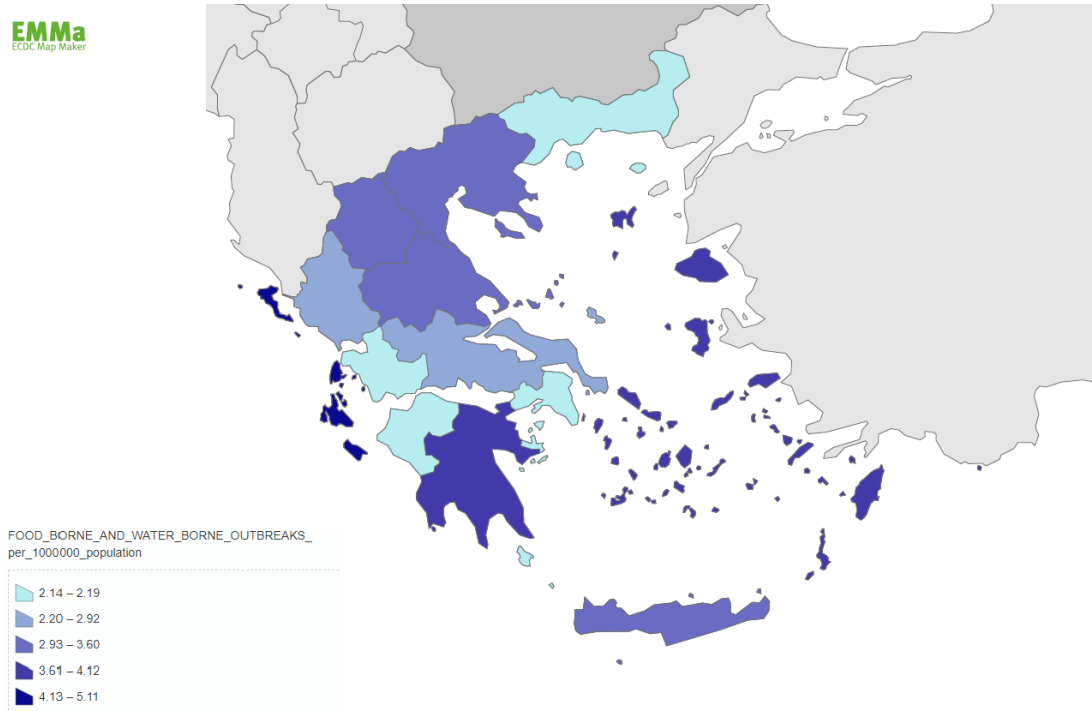 EMMa
ECDC Map Maker
FOOD_BORNE_AND_WATER_BORNE_OUTBREAKS_
per_1000000_population
2.14 – 2.19
2.20 – 2.92
2.93 – 3.60
3.61 – 4.12
4.13 – 5.11